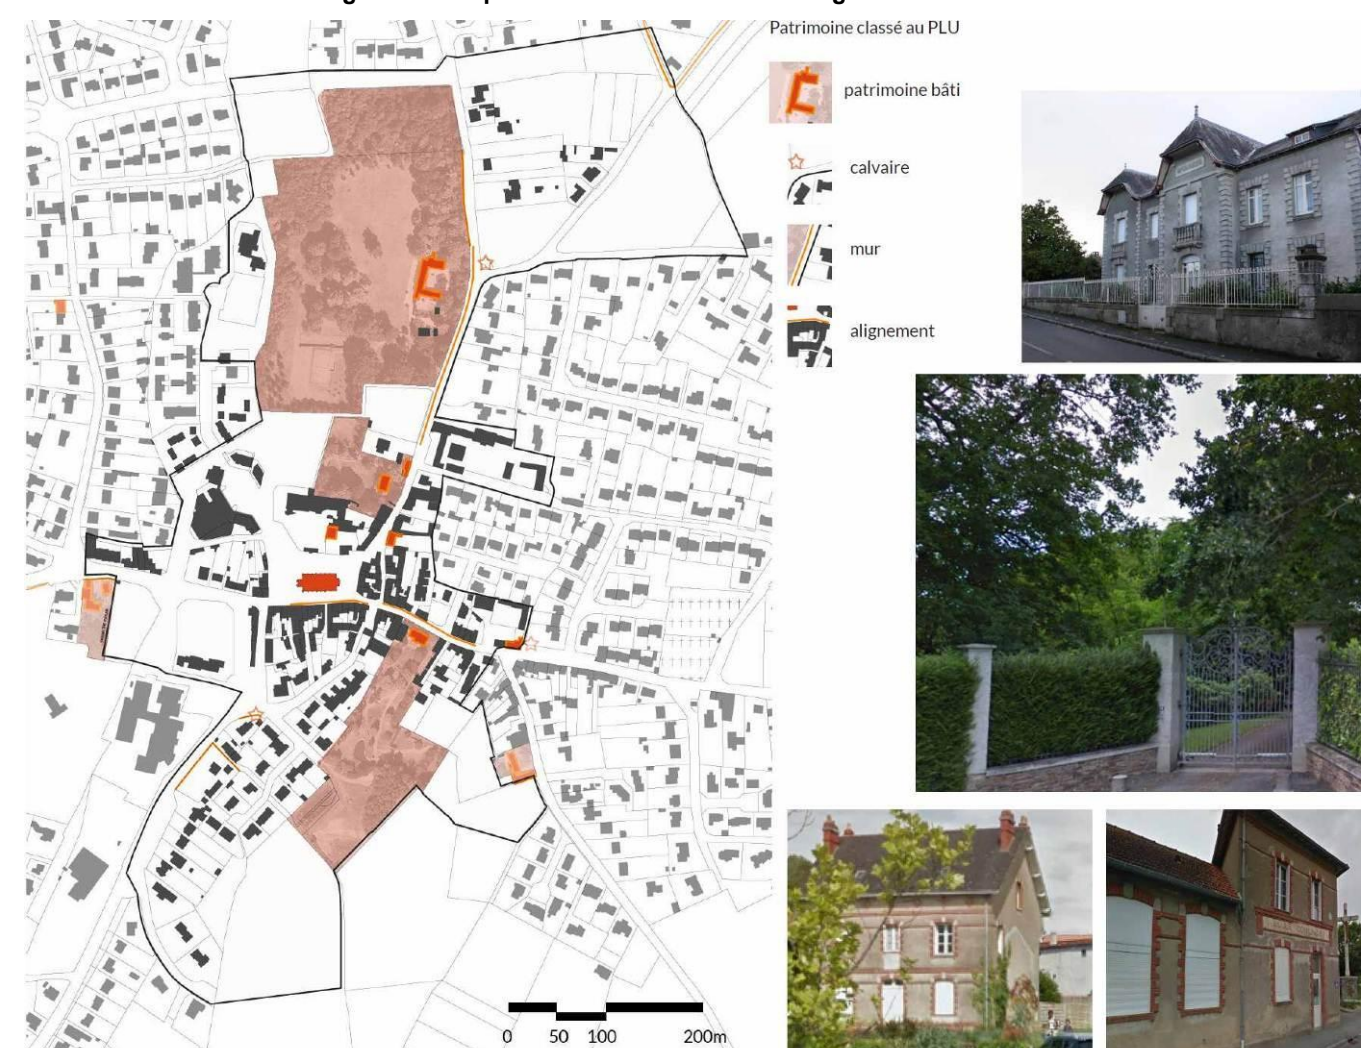 Patrimoine classé au PLU
patrimoine bâti
calvaire
mur
alignement
0 50 100 200m